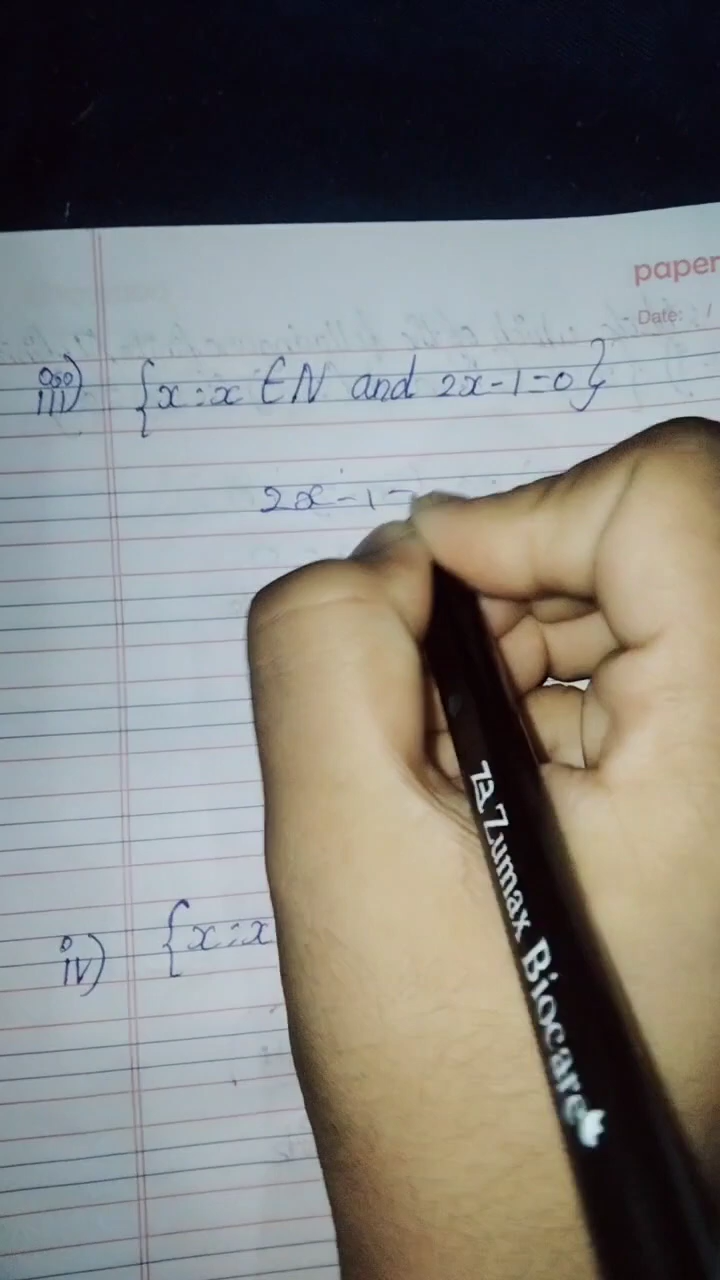 paper
Date: /
iii) {x : x ∈ N and 2x - 1 = 0}
2x - 1 =
Zumax Biocare
iv) {x : x